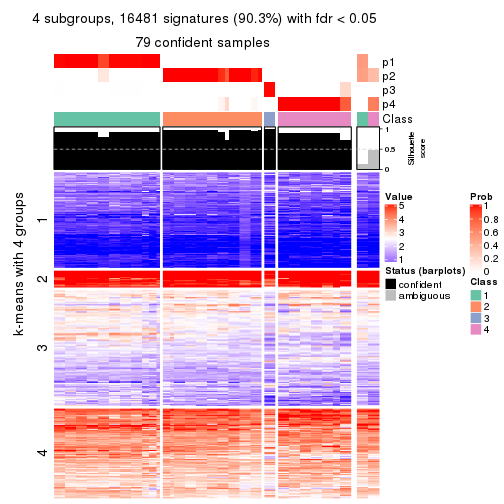 4 subgroups, 16481 signatures (90.3%) with fdr < 0.05
79 confident samples
p1
p2
p3
p4
Class
1
0.5
0
Silhouette
score
k-means with 4 groups
1
2
3
4
Value
5
4
3
2
1
Status (barplots)
confident
ambiguous
Prob
1
0.8
0.6
0.4
0.2
0
Class
1
2
3
4